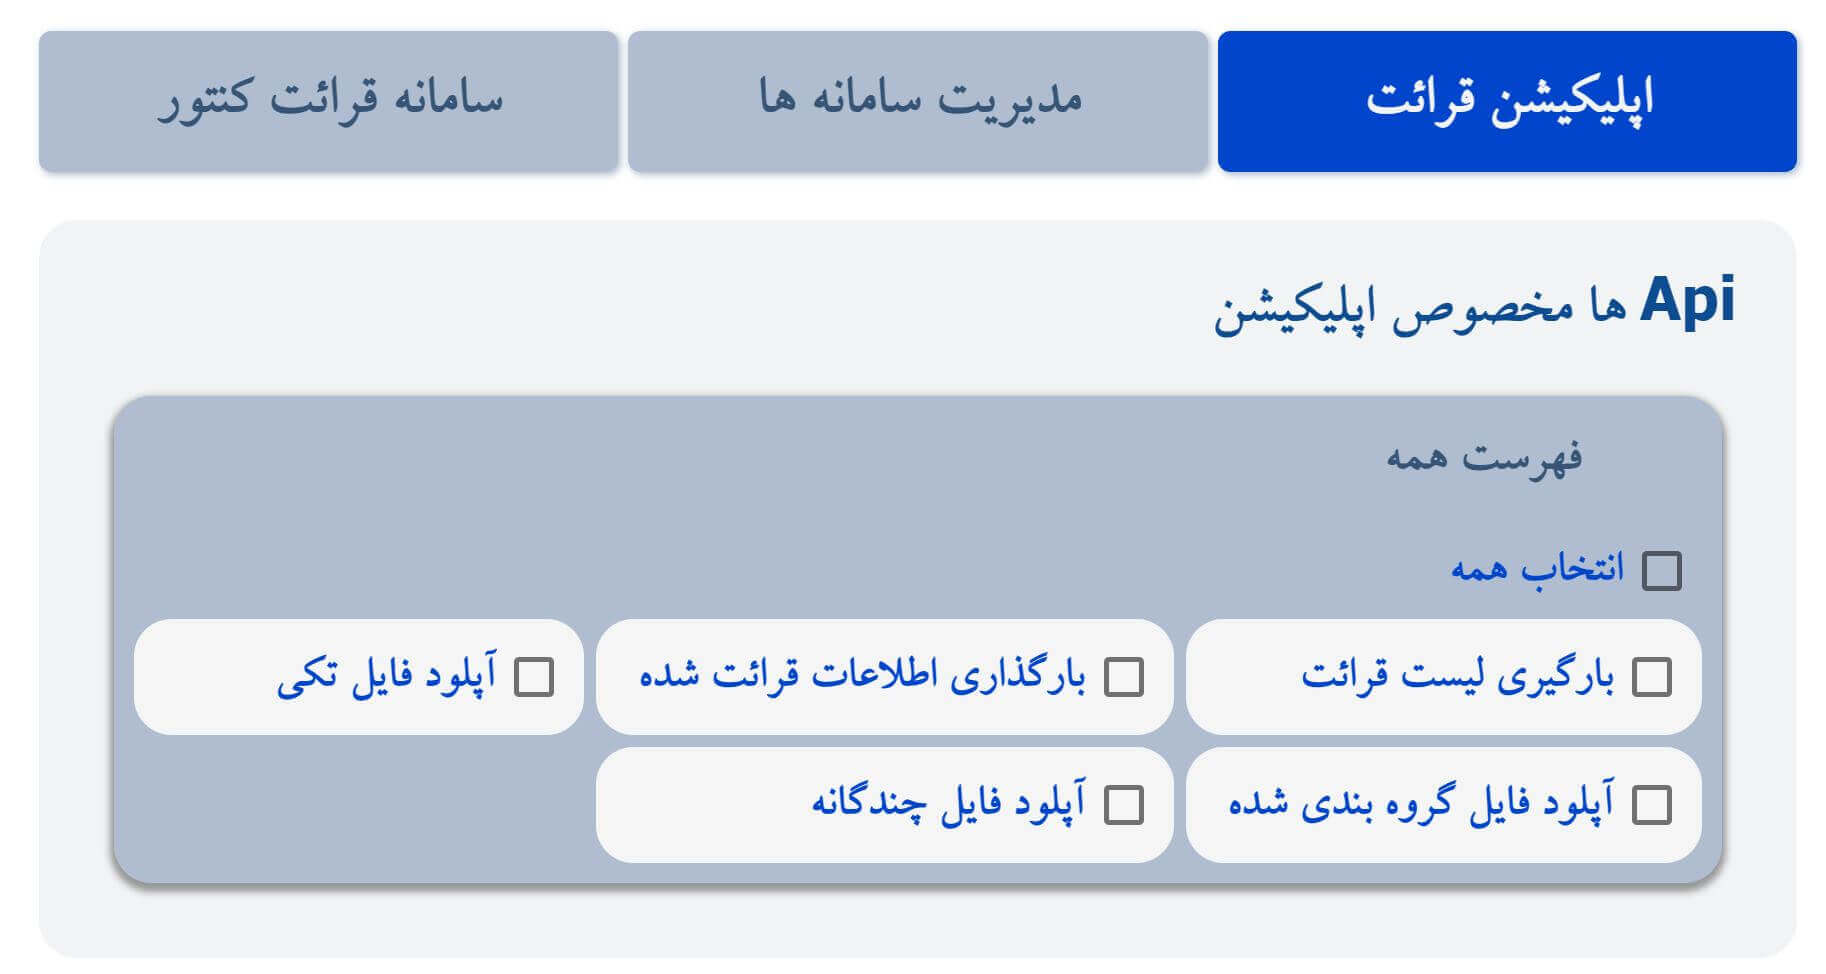 اپلیکیشن قرائت
مدیریت سامانه ها
سامانه قرائت کنتور
Api ها مخصوص اپلیکیشن
فهرست همه
انتخاب همه
بارگیری لیست قرائت
بارگذاری اطلاعات قرائت شده
آپلود فایل تکی
آپلود فایل گروه بندی شده
آپلود فایل چندگانه